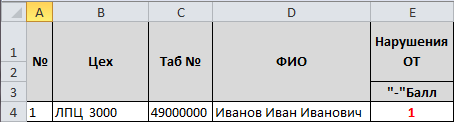 A B C D E
1 № Цех Таб № ФИО Нарушения ОТ
2
3 "-"Балл
4 1 ЛПЦ 3000 49000000 Иванов Иван Иванович 1